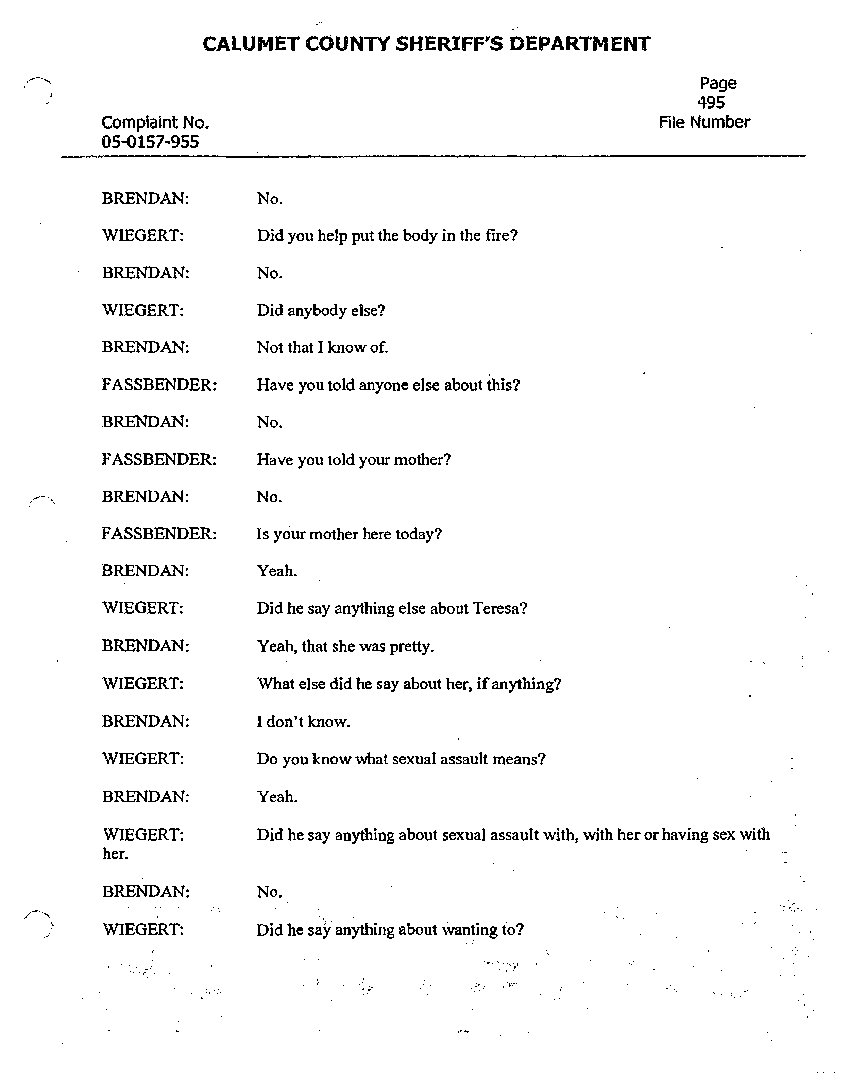 CALUMET COUNTY SHERIFF'S DEPARTMENT
Page
495
Complaint No. File Number
05-0157-955
BRENDAN: No.
WIEGERT: Did you help put the body in the fire?
BRENDAN: No.
WIEGERT: Did anybody else?
BRENDAN: Not that I know of.
FASSBENDER: Have you told anyone else about this?
BRENDAN: No.
FASSBENDER: Have you told your mother?
BRENDAN: No.
FASSBENDER: Is your mother here today?
BRENDAN: Yeah.
WIEGERT: Did he say anything else about Teresa?
BRENDAN: Yeah, that she was pretty.
WIEGERT: What else did he say about her, if anything?
BRENDAN: I don't know.
WIEGERT: Do you know what sexual assault means?
BRENDAN: Yeah.
WIEGERT: Did he say anything about sexual assault with, with her or having sex with
her.
BRENDAN: No.
WIEGERT: Did he say anything about wanting to?